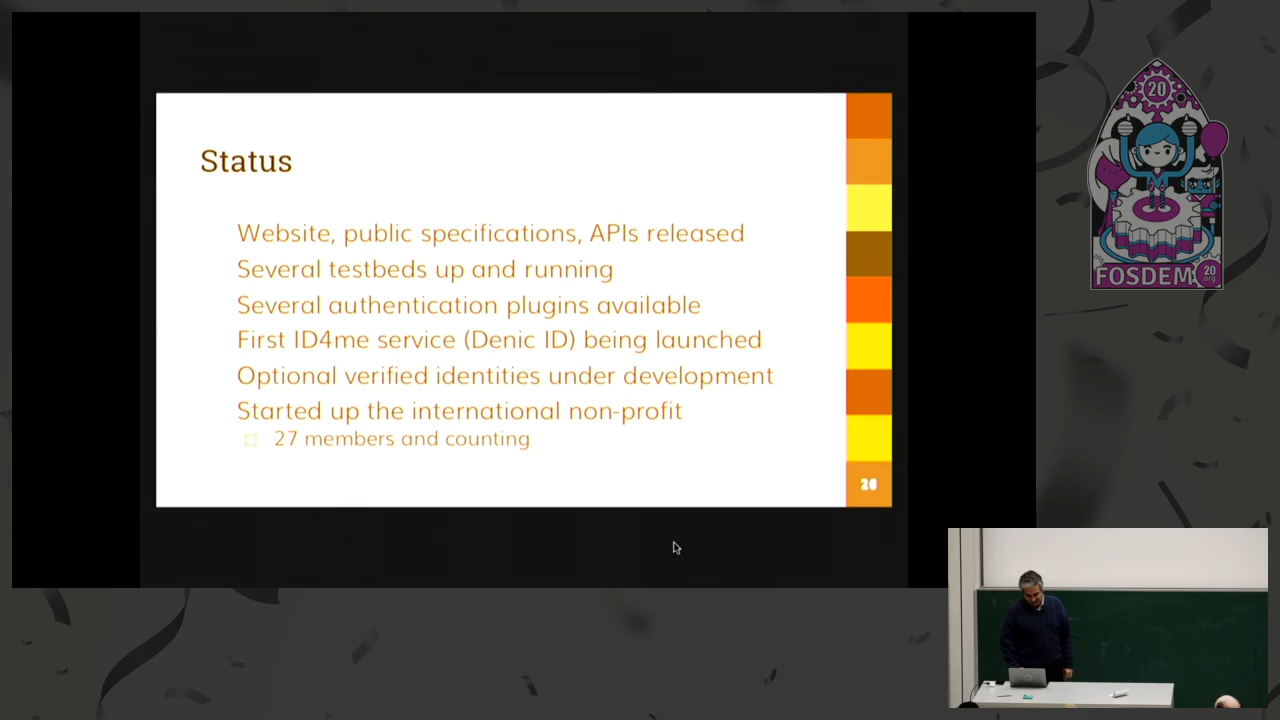 Status
Website, public specifications, APIs released
Several testbeds up and running
Several authentication plugins available
First ID4me service (Denic ID) being launched
Optional verified identities under development
Started up the international non-profit
27 members and counting
26
20
FOSDEM
20
org